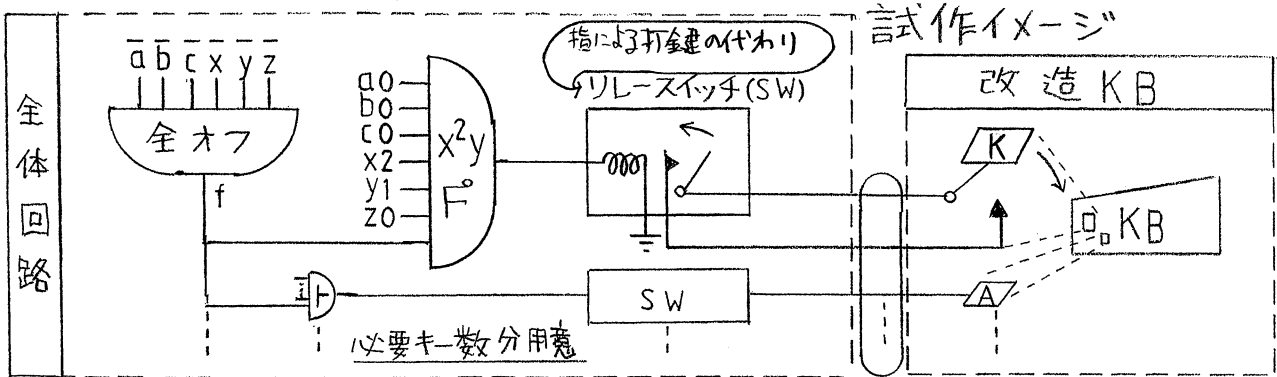 試作イメージ
全体回路
a̅ b̅ c̅ x̅ y̅ z̅
全オフ
f
a0
b0
c0
x2
y1
z0
x²y
ド
指による打鍵の代わり
リレースイッチ(SW)
改造KB
K
KB
ト
SW
A
必要キー数分用意